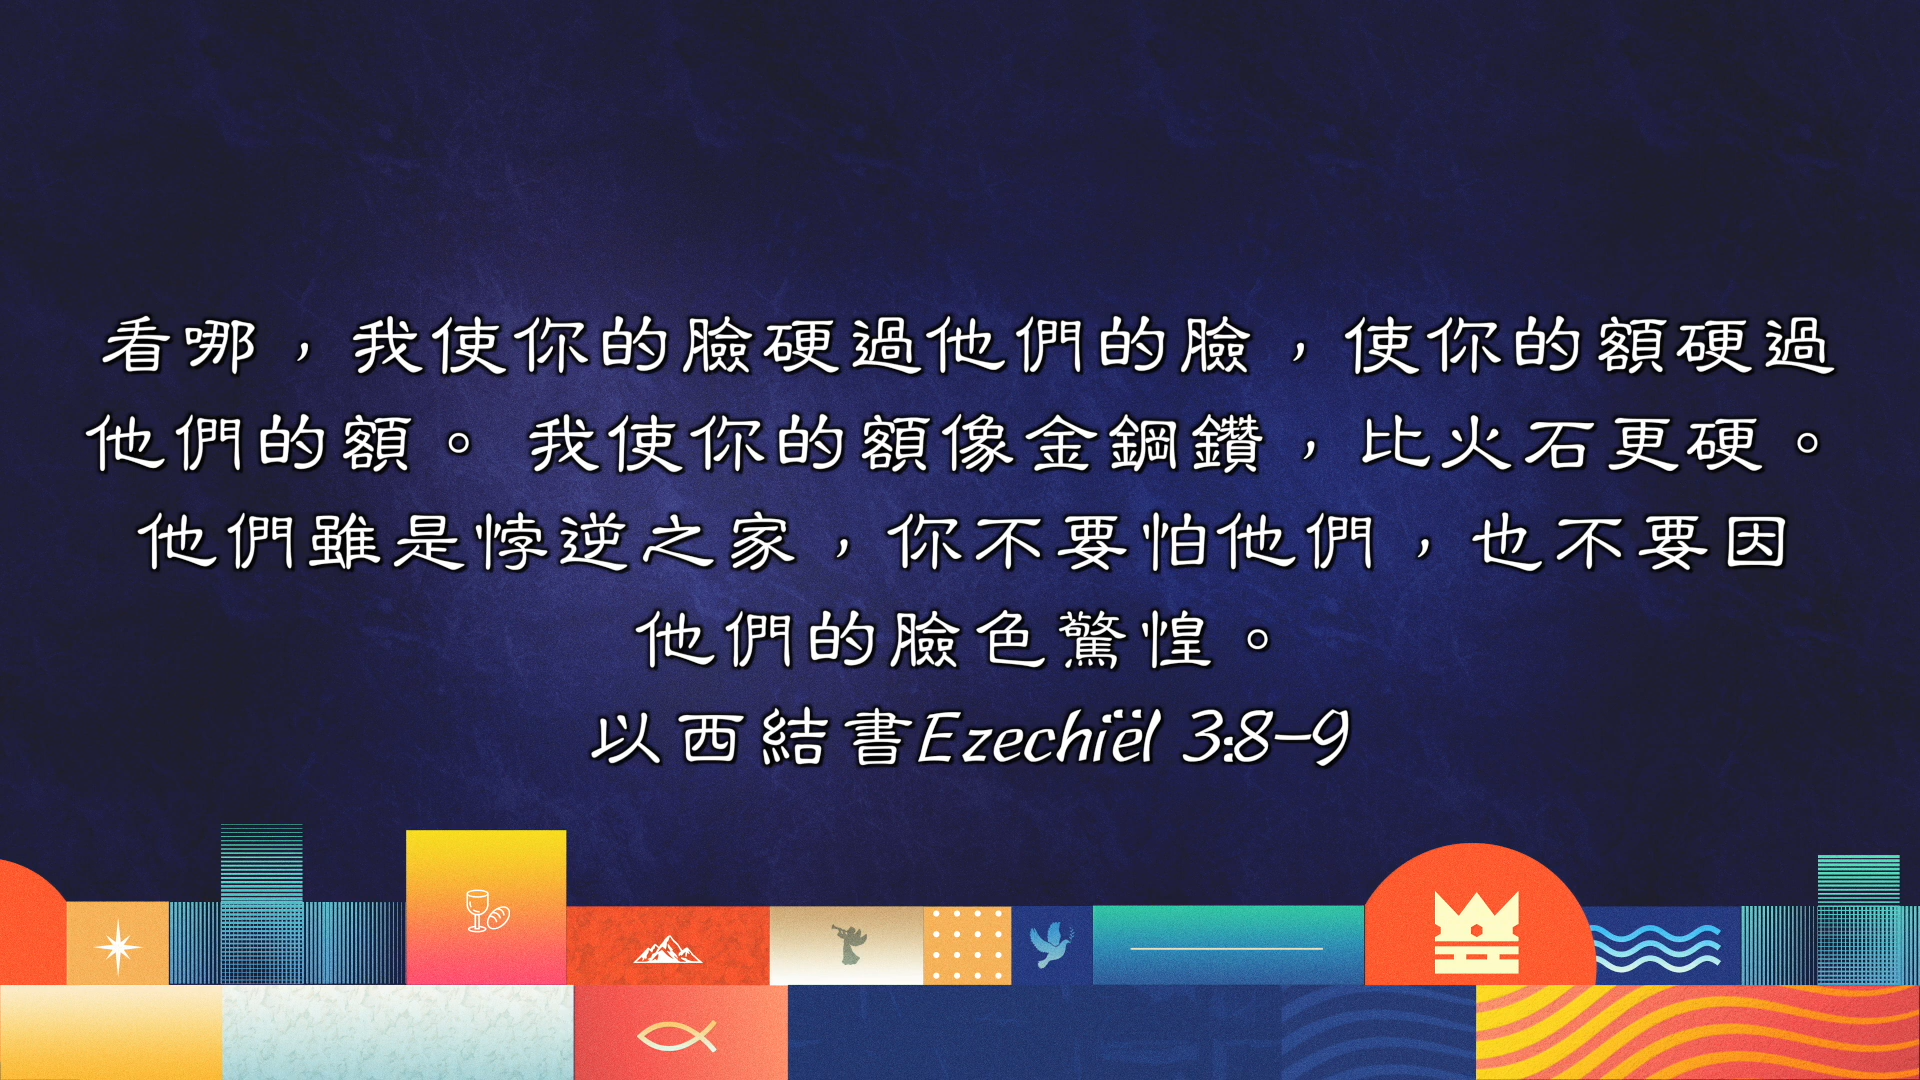 看哪，我使你的臉硬過他們的臉，使你的額硬過
他們的額。 我使你的額像金鋼鑽，比火石更硬。
他們雖是悖逆之家，你不要怕他們，也不要因
他們的臉色驚惶。
以西結書Ezechiël 3:8-9